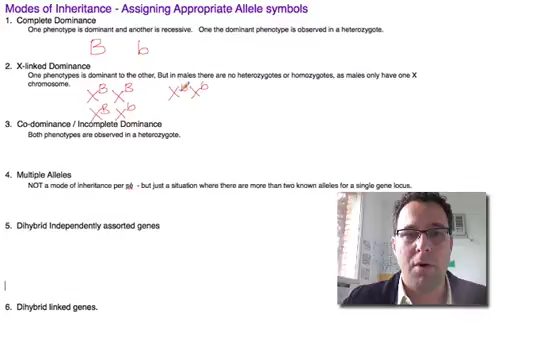 Modes of Inheritance - Assigning Appropriate Allele symbols
1. Complete Dominance
One phenotype is dominant and another is recessive. One the dominant phenotype is observed in a heterozygote.
B b
2. X-linked Dominance
One phenotype is dominant to the other, But in males there are no heterozygotes or homozygotes, as males only have one X
chromosome.
X^B X^B X^B X^b
X^B X^b
3. Co-dominance / Incomplete Dominance
Both phenotypes are observed in a heterozygote.
4. Multiple Alleles
NOT a mode of inheritance per sè - but just a situation where there are more than two known alleles for a single gene locus.
5. Dihybrid Independently assorted genes
6. Dihybrid linked genes.